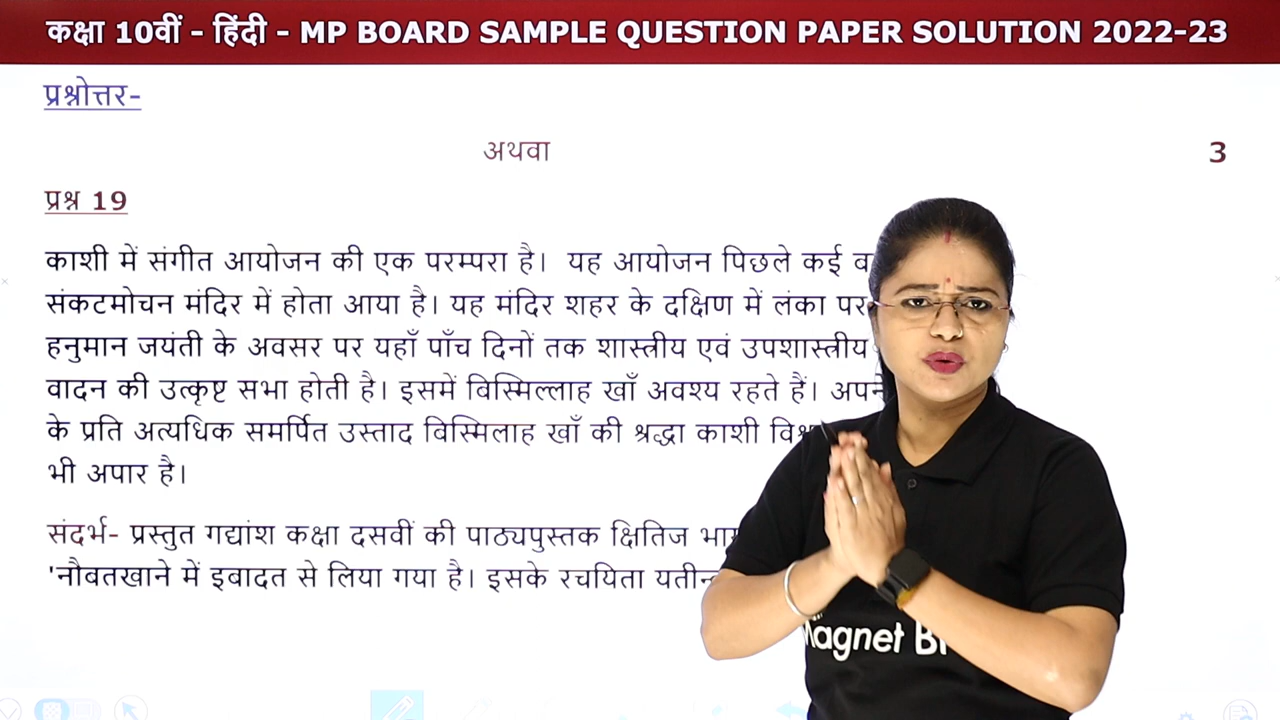 कक्षा 10वीं - हिंदी - MP BOARD SAMPLE QUESTION PAPER SOLUTION 2022-23
प्रश्नोत्तर-
अथवा 3
प्रश्न 19
काशी में संगीत आयोजन की एक परम्परा है। यह आयोजन पिछले कई
संकटमोचन मंदिर में होता आया है। यह मंदिर शहर के दक्षिण में लंका पर
हनुमान जयंती के अवसर पर यहाँ पाँच दिनों तक शास्त्रीय एवं उपशास्त्रीय
वादन की उत्कृष्ट सभा होती है। इसमें बिस्मिल्लाह खाँ अवश्य रहते हैं।
के प्रति अत्यधिक समर्पित उस्ताद बिस्मिलाह खाँ की श्रद्धा काशी
भी अपार है।
संदर्भ- प्रस्तुत गद्यांश कक्षा दसवीं की पाठ्यपुस्तक क्षितिज
'नौबतखाने में इबादत से लिया गया है। इसके रचयिता